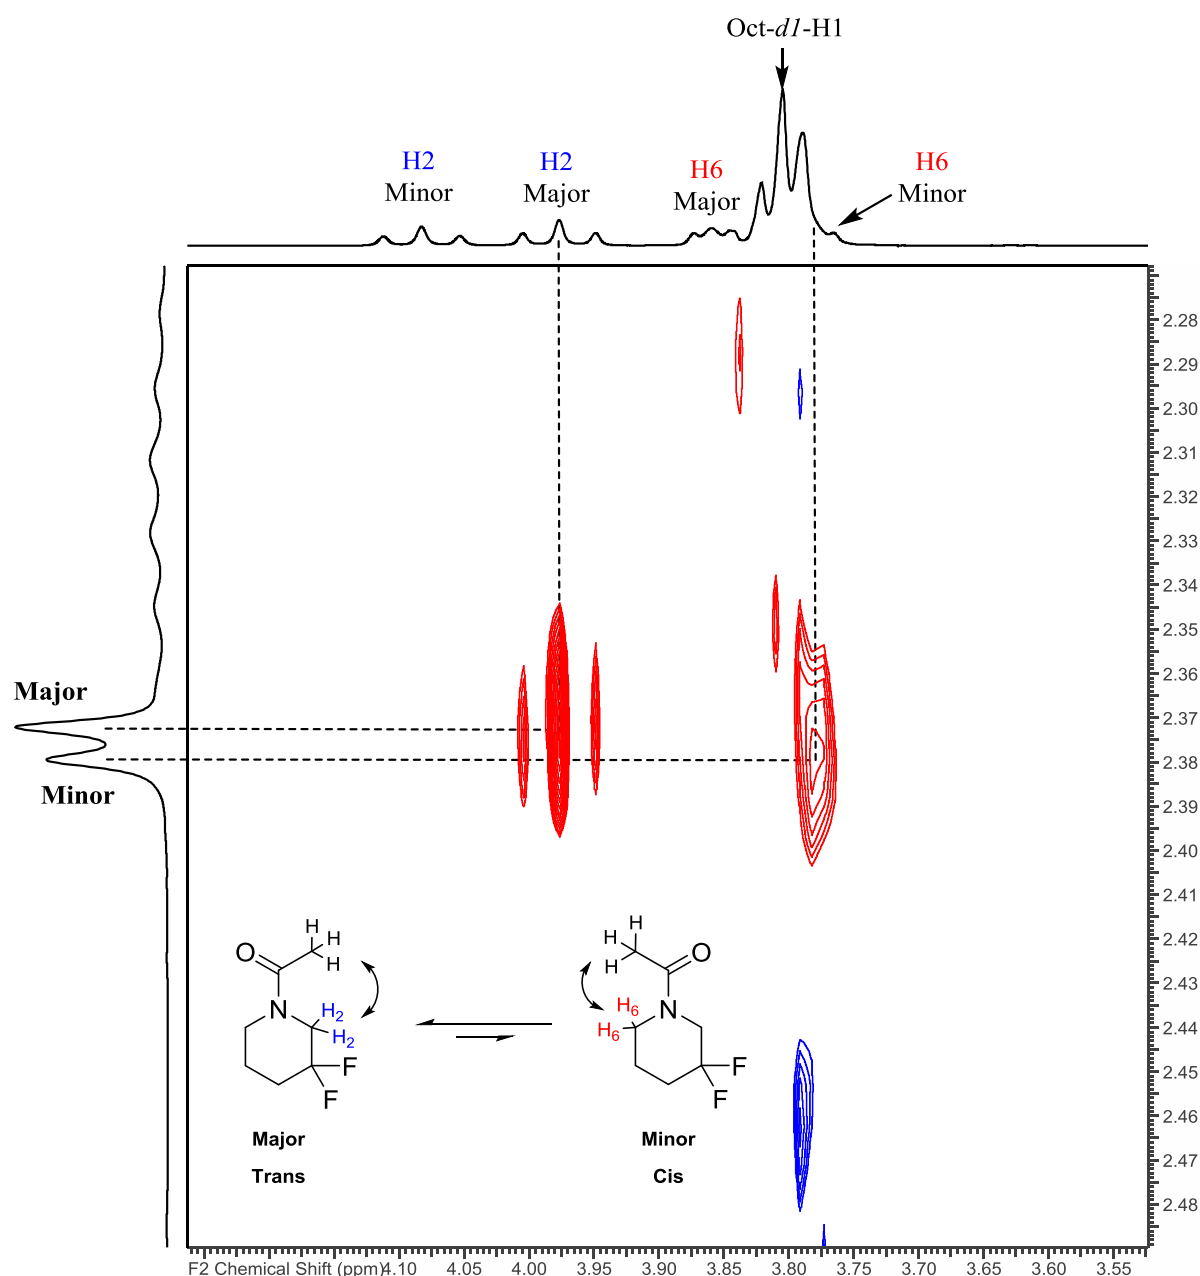 Oct-d1-H1
H2
Minor
H2
Major
H6
Major
H6
Minor
2.28
2.29
2.30
2.31
2.32
2.33
2.34
2.35
2.36
2.37
2.38
2.39
2.40
2.41
2.42
2.43
2.44
2.45
2.46
2.47
2.48
Major
Minor
H
H
H
O
N
H2
H2
F
F
Major
Trans
H
H
H
O
N
H6
H6
F
F
Minor
Cis
F2 Chemical Shift (ppm)4.10 4.05 4.00 3.95 3.90 3.85 3.80 3.75 3.70 3.65 3.60 3.55